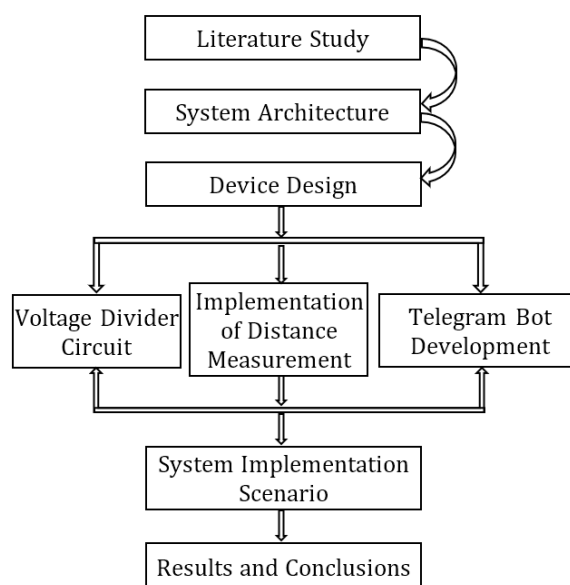 Literature Study
System Architecture
Device Design
Voltage Divider
Circuit
Implementation
of Distance
Measurement
Telegram Bot
Development
System Implementation
Scenario
Results and Conclusions